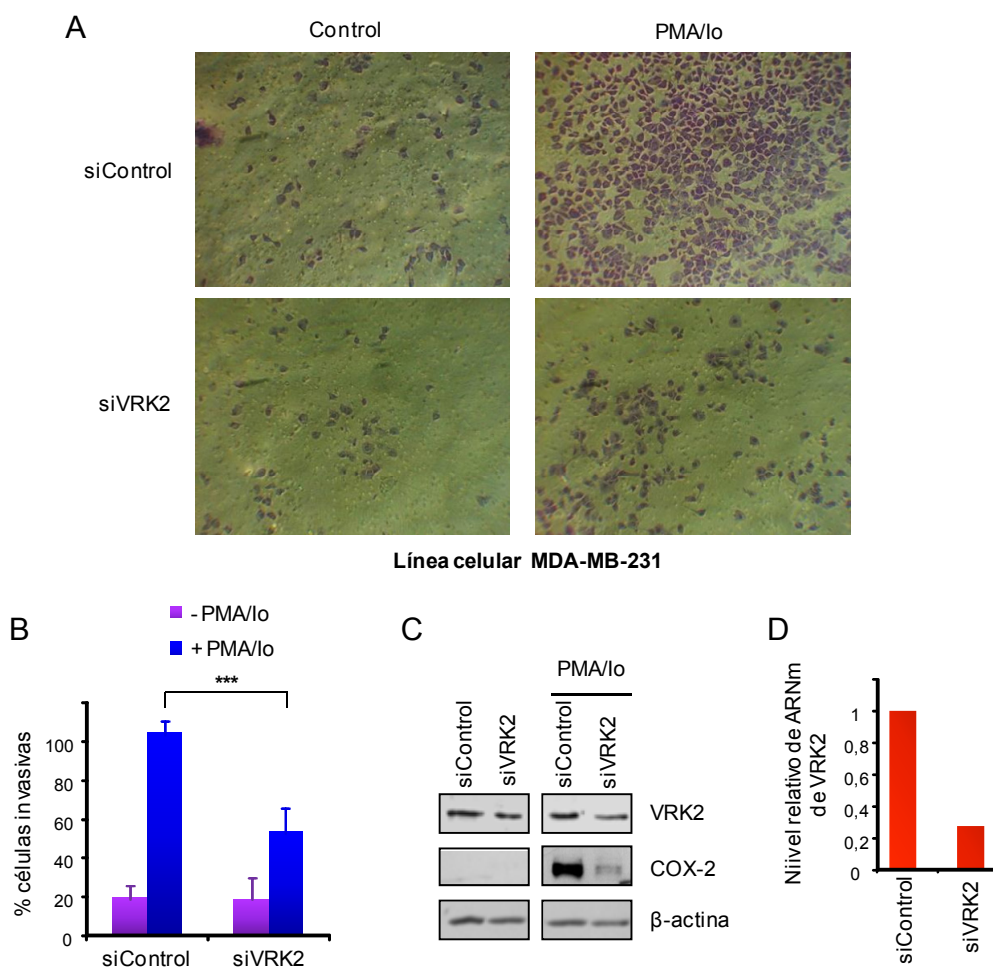 A
Control
PMA/Io
siControl
siVRK2
Línea celular MDA-MB-231
B
- PMA/Io
+ PMA/Io
***
% células invasivas
100
80
60
40
20
0
siControl
siVRK2
C
PMA/Io
siControl
siVRK2
siControl
siVRK2
VRK2
COX-2
β-actina
D
Niivel relativo de ARNm
de VRK2
1
0,8
0,6
0,4
0,2
0
siControl
siVRK2